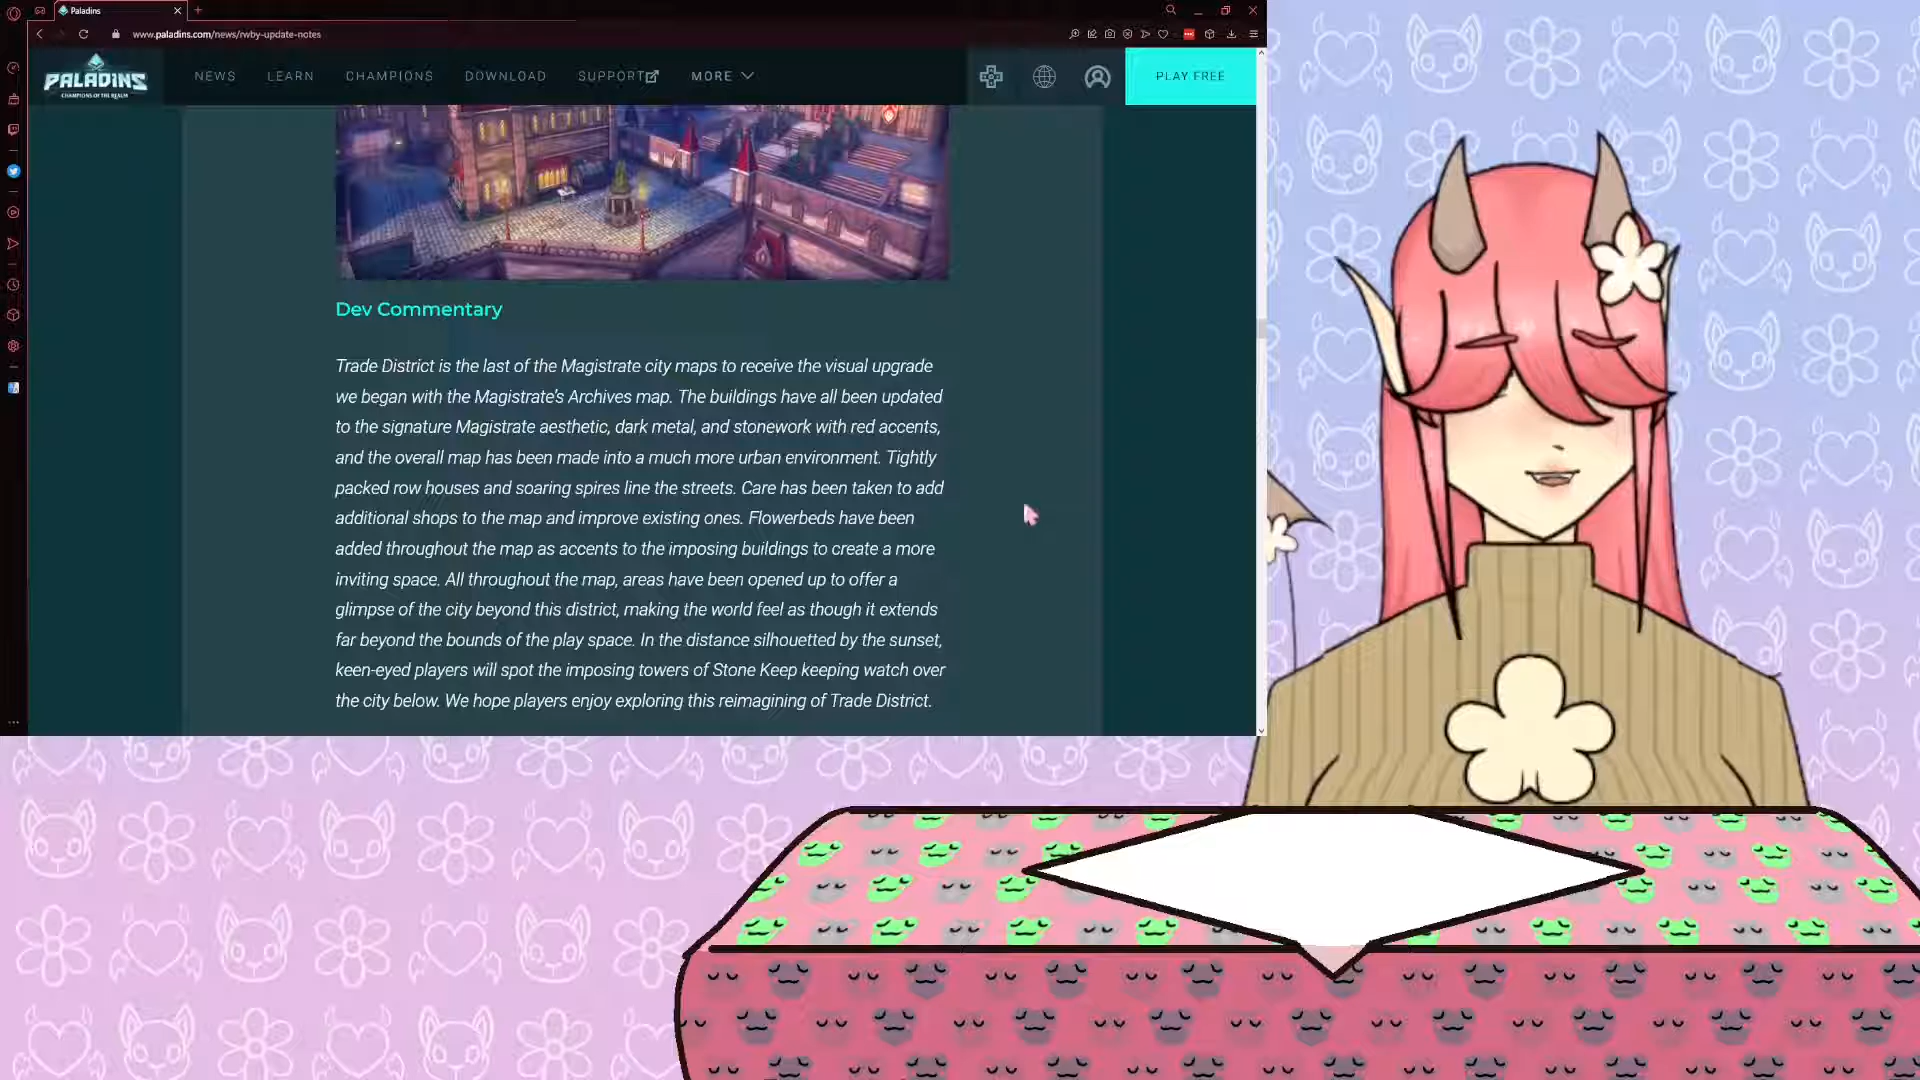 Paladins
www.paladins.com/news/rwby-update-notes
PALADINS
CHAMPIONS OF THE REALM
NEWS
LEARN
CHAMPIONS
DOWNLOAD
SUPPORT
MORE
PLAY FREE
Dev Commentary
Trade District is the last of the Magistrate city maps to receive the visual upgrade
we began with the Magistrate's Archives map. The buildings have all been updated
to the signature Magistrate aesthetic, dark metal, and stonework with red accents,
and the overall map has been made into a much more urban environment. Tightly
packed row houses and soaring spires line the streets. Care has been taken to add
additional shops to the map and improve existing ones. Flowerbeds have been
added throughout the map as accents to the imposing buildings to create a more
inviting space. All throughout the map, areas have been opened up to offer a
glimpse of the city beyond this district, making the world feel as though it extends
far beyond the bounds of the play space. In the distance silhouetted by the sunset,
keen-eyed players will spot the imposing towers of Stone Keep keeping watch over
the city below. We hope players enjoy exploring this reimagining of Trade District.